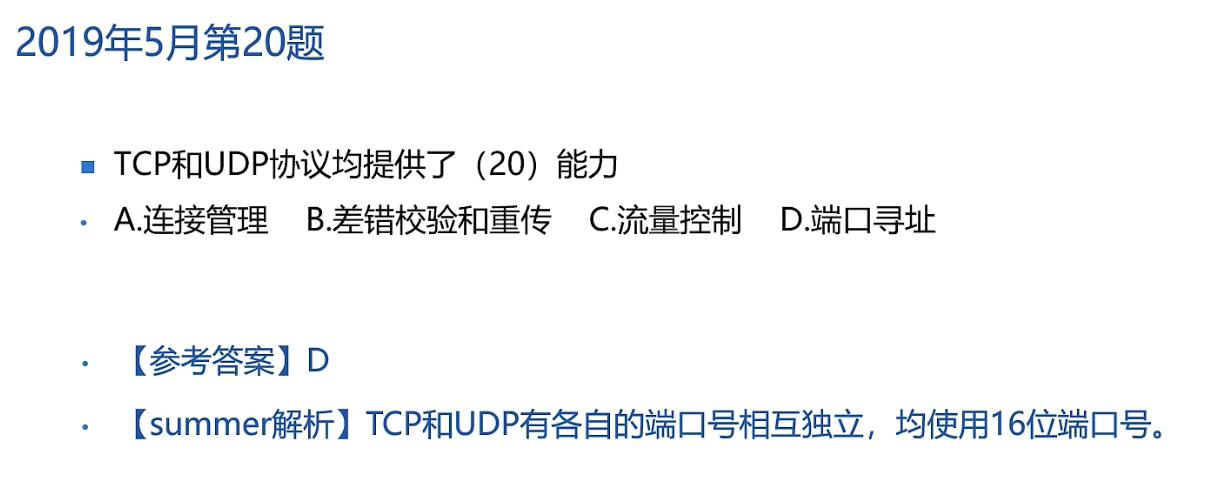 2019年5月第20题
TCP和UDP协议均提供了（20）能力
A.连接管理 B.差错校验和重传 C.流量控制 D.端口寻址
【参考答案】D
【summer解析】TCP和UDP有各自的端口号相互独立，均使用16位端口号。